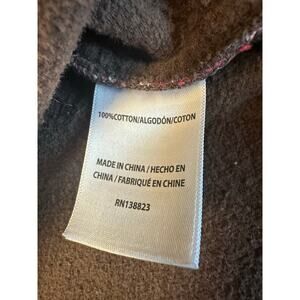 100%COTTON/ALGODÓN/COTON
MADE IN CHINA / HECHO EN
CHINA / FABRIQUÉ EN CHINE
RN138823